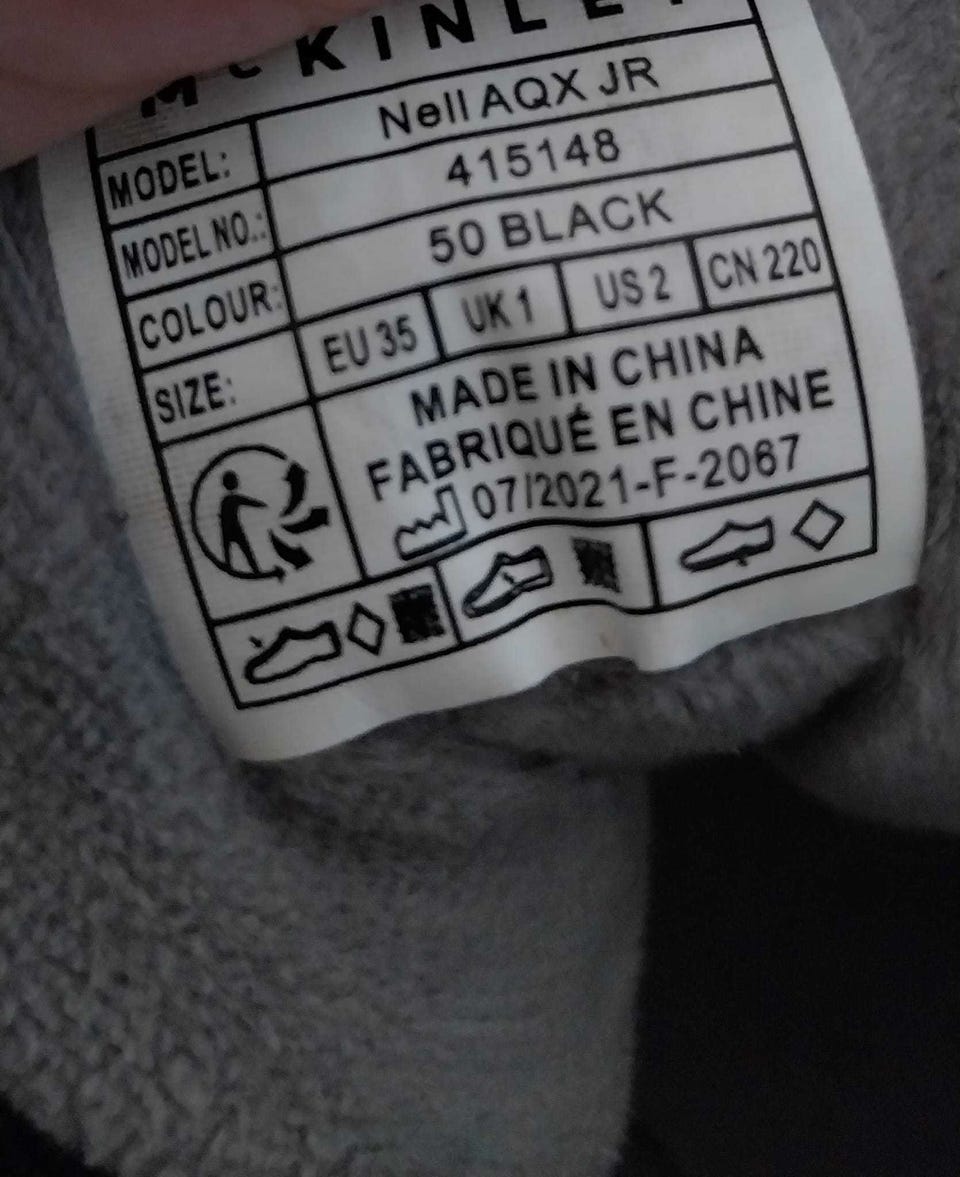 McKINLEY
MODEL: Nell AQX JR
MODEL NO.: 415148
COLOUR: 50 BLACK
SIZE: EU 35 UK 1 US 2 CN 220
MADE IN CHINA
FABRIQUÉ EN CHINE
07/2021-F-2067